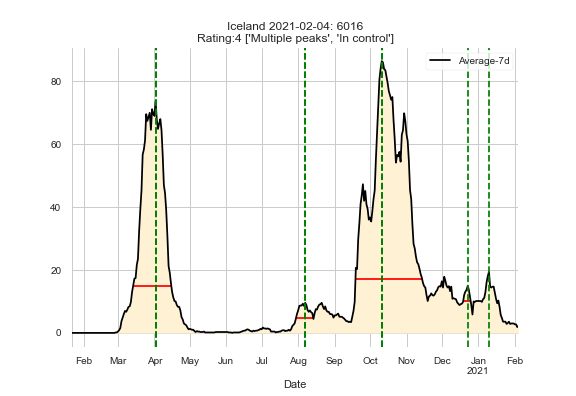 Iceland 2021-02-04: 6016
Rating:4 ['Multiple peaks', 'In control']
Average-7d
80
60
40
20
0
Feb Mar Apr May Jun Jul Aug Sep Oct Nov Dec Jan Feb
2021
Date